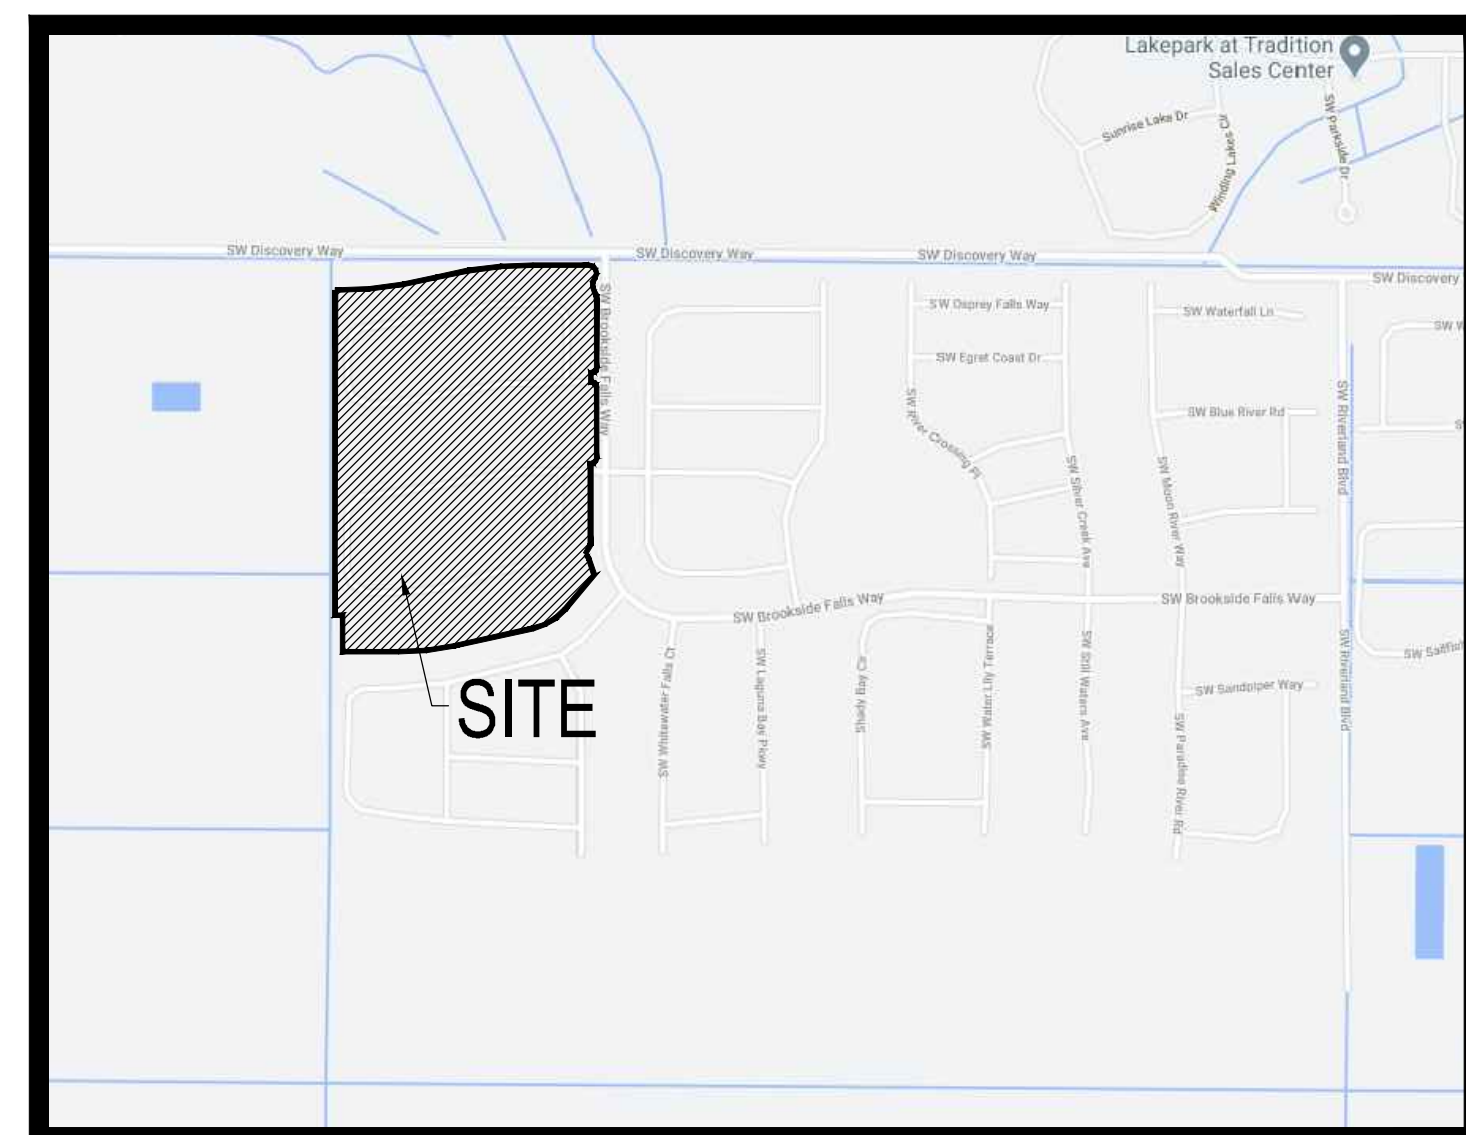 Lakepark at Tradition
Sales Center
Sunrise Lake Dr
Winding Lakes Cir
SW Parkside Dr
SW Discovery Way
SW Discovery Way
SW Discovery Way
SW Discovery
SW Brookside Falls Way
SW Osprey Falls Way
SW Waterfall Ln
SW W
SW Egret Coast Dr
SW River Crossing Pl
SW Blue River Rd
SW Riverland Blvd
SW Silver Creek Ave
SW Moon River Way
SW Brookside Falls Way
SW Brookside Falls Way
SITE
SW Whitewater Falls Ct
SW Laguna Bas Pkwy
Shady Bay Cir
SW Water Lily Terrace
SW Still Waters Ave
SW Sandpiper Way
SW Paradise River Rd
SW Riverland Blvd
SW Sailfish